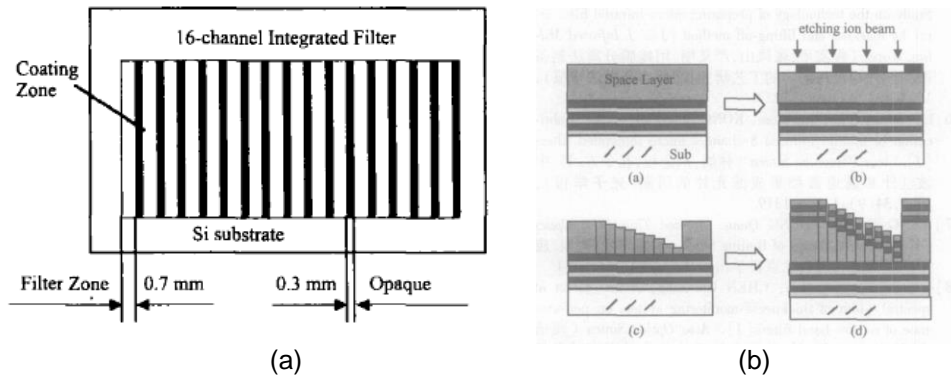 16-channel Integrated Filter
Coating
Zone
Si substrate
Filter Zone
0.7 mm
0.3 mm
Opaque
(a)
etching ion beam
Space Layer
Sub
(a)
(b)
(c)
(d)
(b)